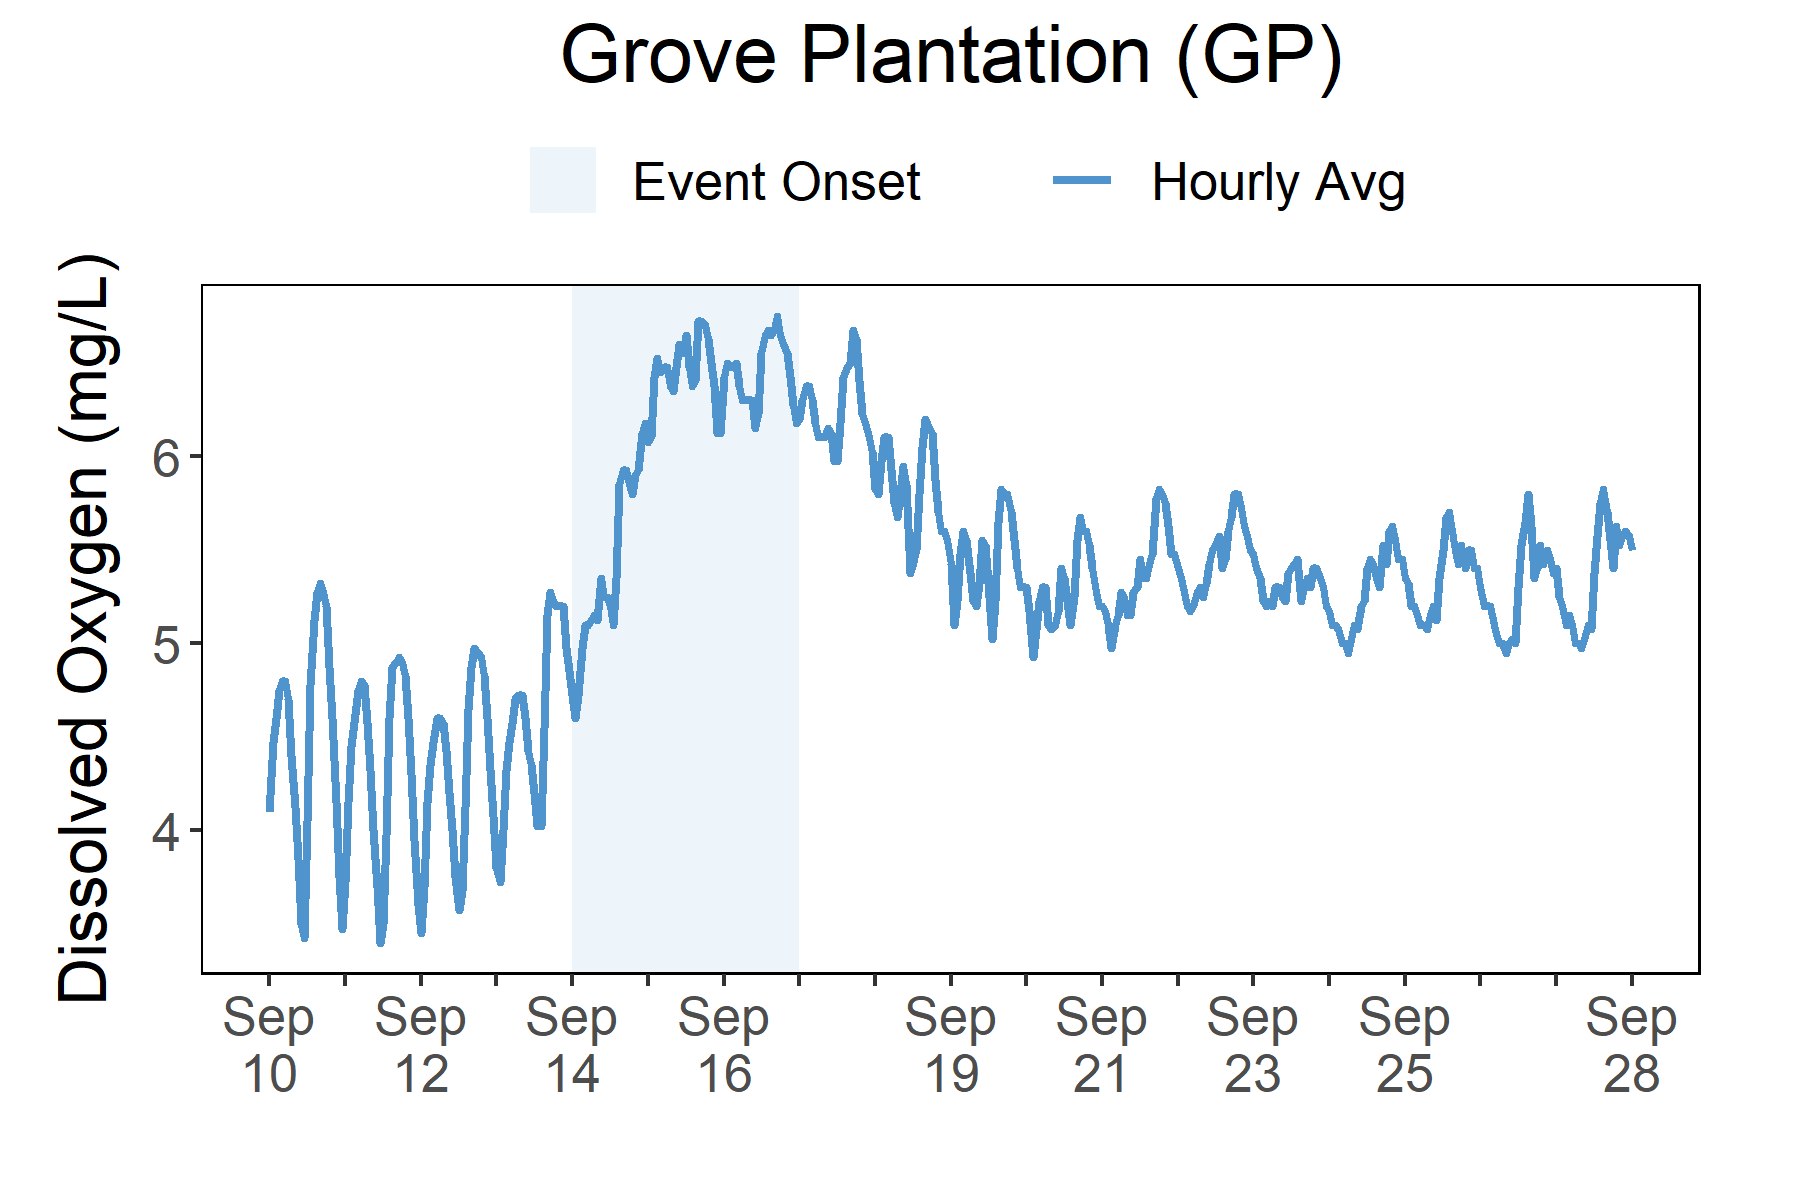 Grove Plantation (GP)
Event Onset
Hourly Avg
Dissolved Oxygen (mg/L)
6
5
4
Sep
10
Sep
12
Sep
14
Sep
16
Sep
19
Sep
21
Sep
23
Sep
25
Sep
28